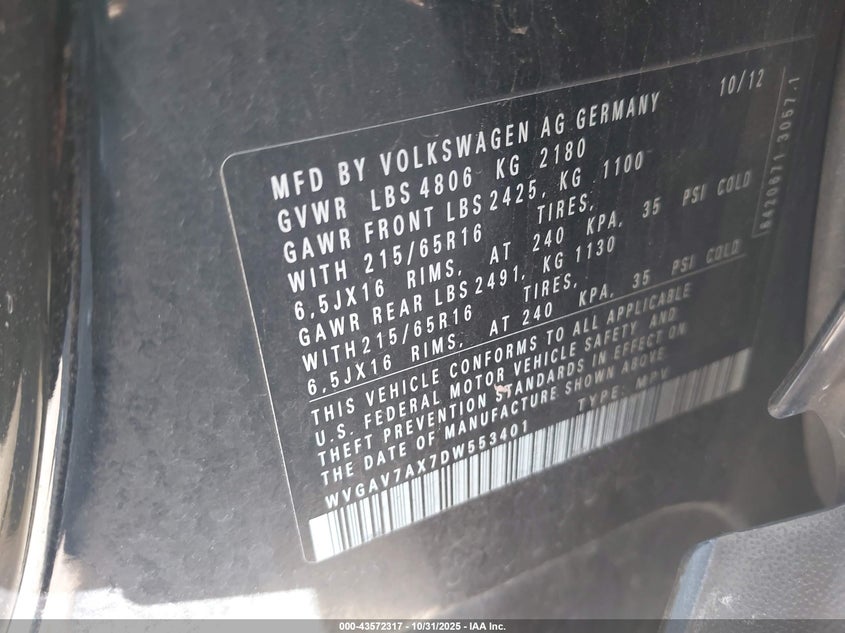 MFD BY VOLKSWAGEN AG GERMANY 10/12
GVWR LBS 4806 KG 2180
GAWR FRONT LBS 2425, KG 1100
WITH 215/65R16 TIRES,
6,5JX16 RIMS, AT 240 KPA, 35 PSI COLD
GAWR REAR LBS 2491, KG 1130
WITH 215/65R16 TIRES,
6,5JX16 RIMS, AT 240 KPA, 35 PSI COLD
THIS VEHICLE CONFORMS TO ALL APPLICABLE
U.S. FEDERAL MOTOR VEHICLE SAFETY AND
THEFT PREVENTION STANDARDS IN EFFECT ON
THE DATE OF MANUFACTURE SHOWN ABOVE
WVGAV7AX7DW553401 TYPE: MPV
3057-1
000-43572317 - 10/31/2025 - IAA Inc.